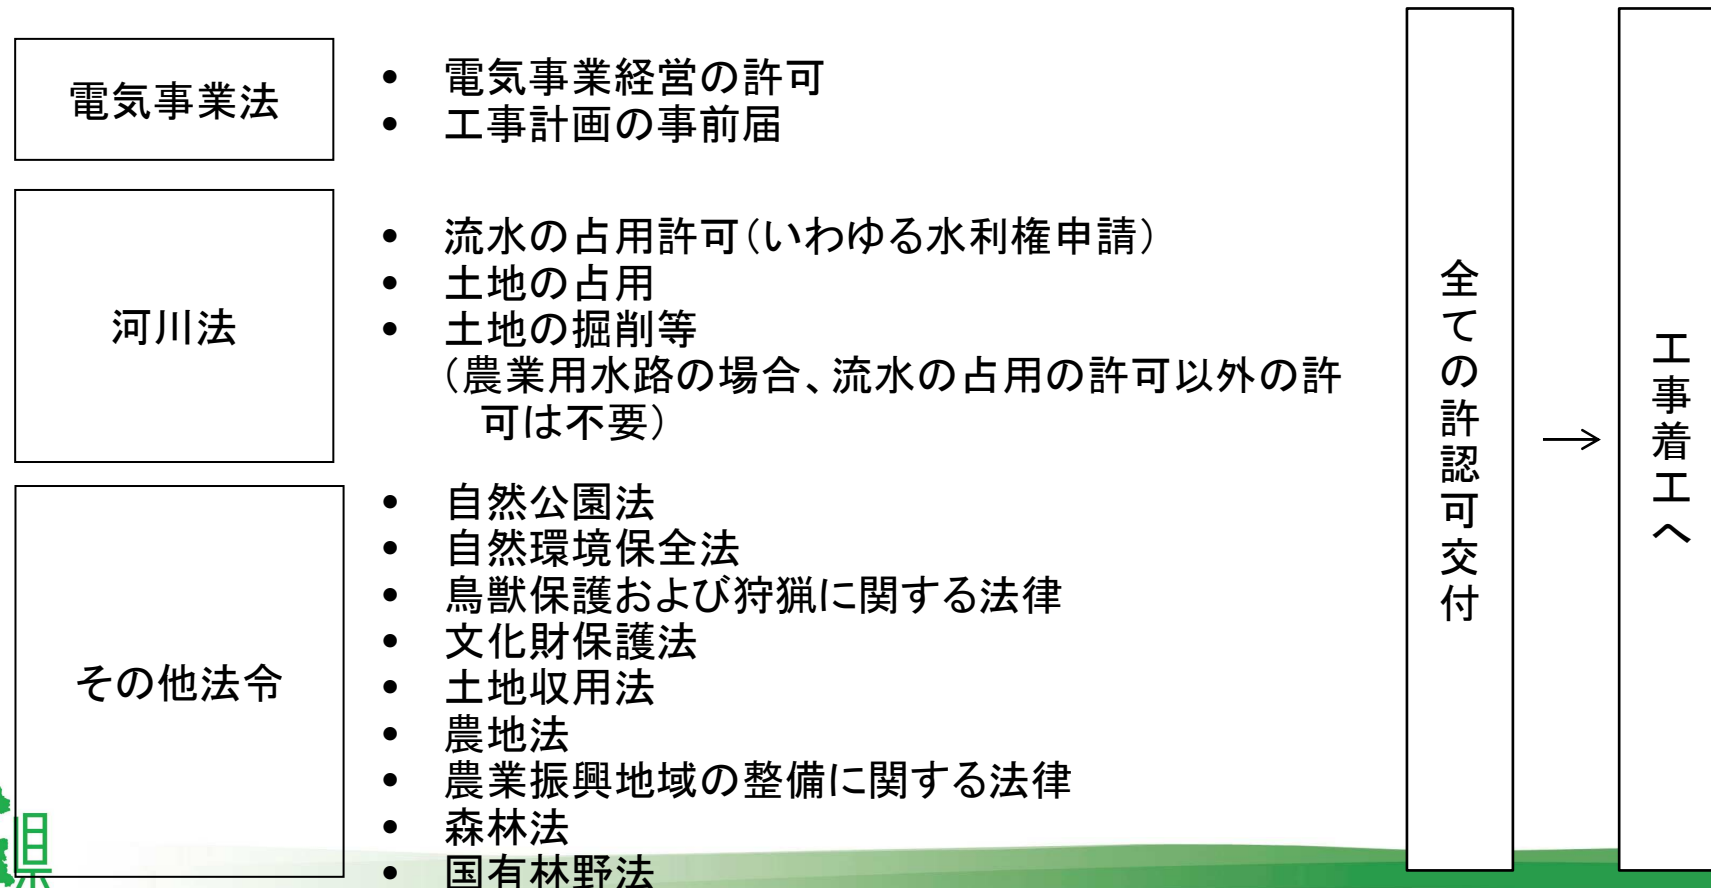 電気事業法
• 電気事業経営の許可
• 工事計画の事前届
河川法
• 流水の占用許可（いわゆる水利権申請）
• 土地の占用
• 土地の掘削等
（農業用水路の場合、流水の占用の許可以外の許
可は不要）
その他法令
• 自然公園法
• 自然環境保全法
• 鳥獣保護および狩猟に関する法律
• 文化財保護法
• 土地収用法
• 農地法
• 農業振興地域の整備に関する法律
• 森林法
• 国有林野法
全ての許認可交付
→
工事着工へ
県